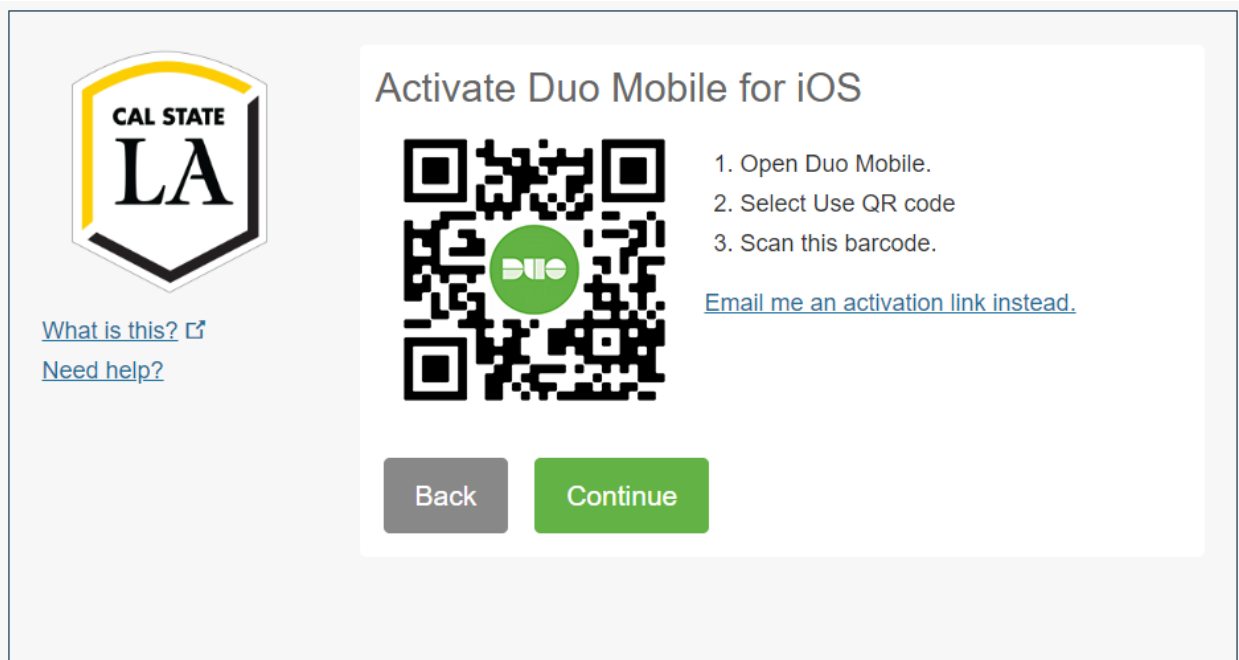 CAL STATE
LA
What is this?
Need help?
Activate Duo Mobile for iOS
DUO
1. Open Duo Mobile.
2. Select Use QR code
3. Scan this barcode.
Email me an activation link instead.
Back
Continue